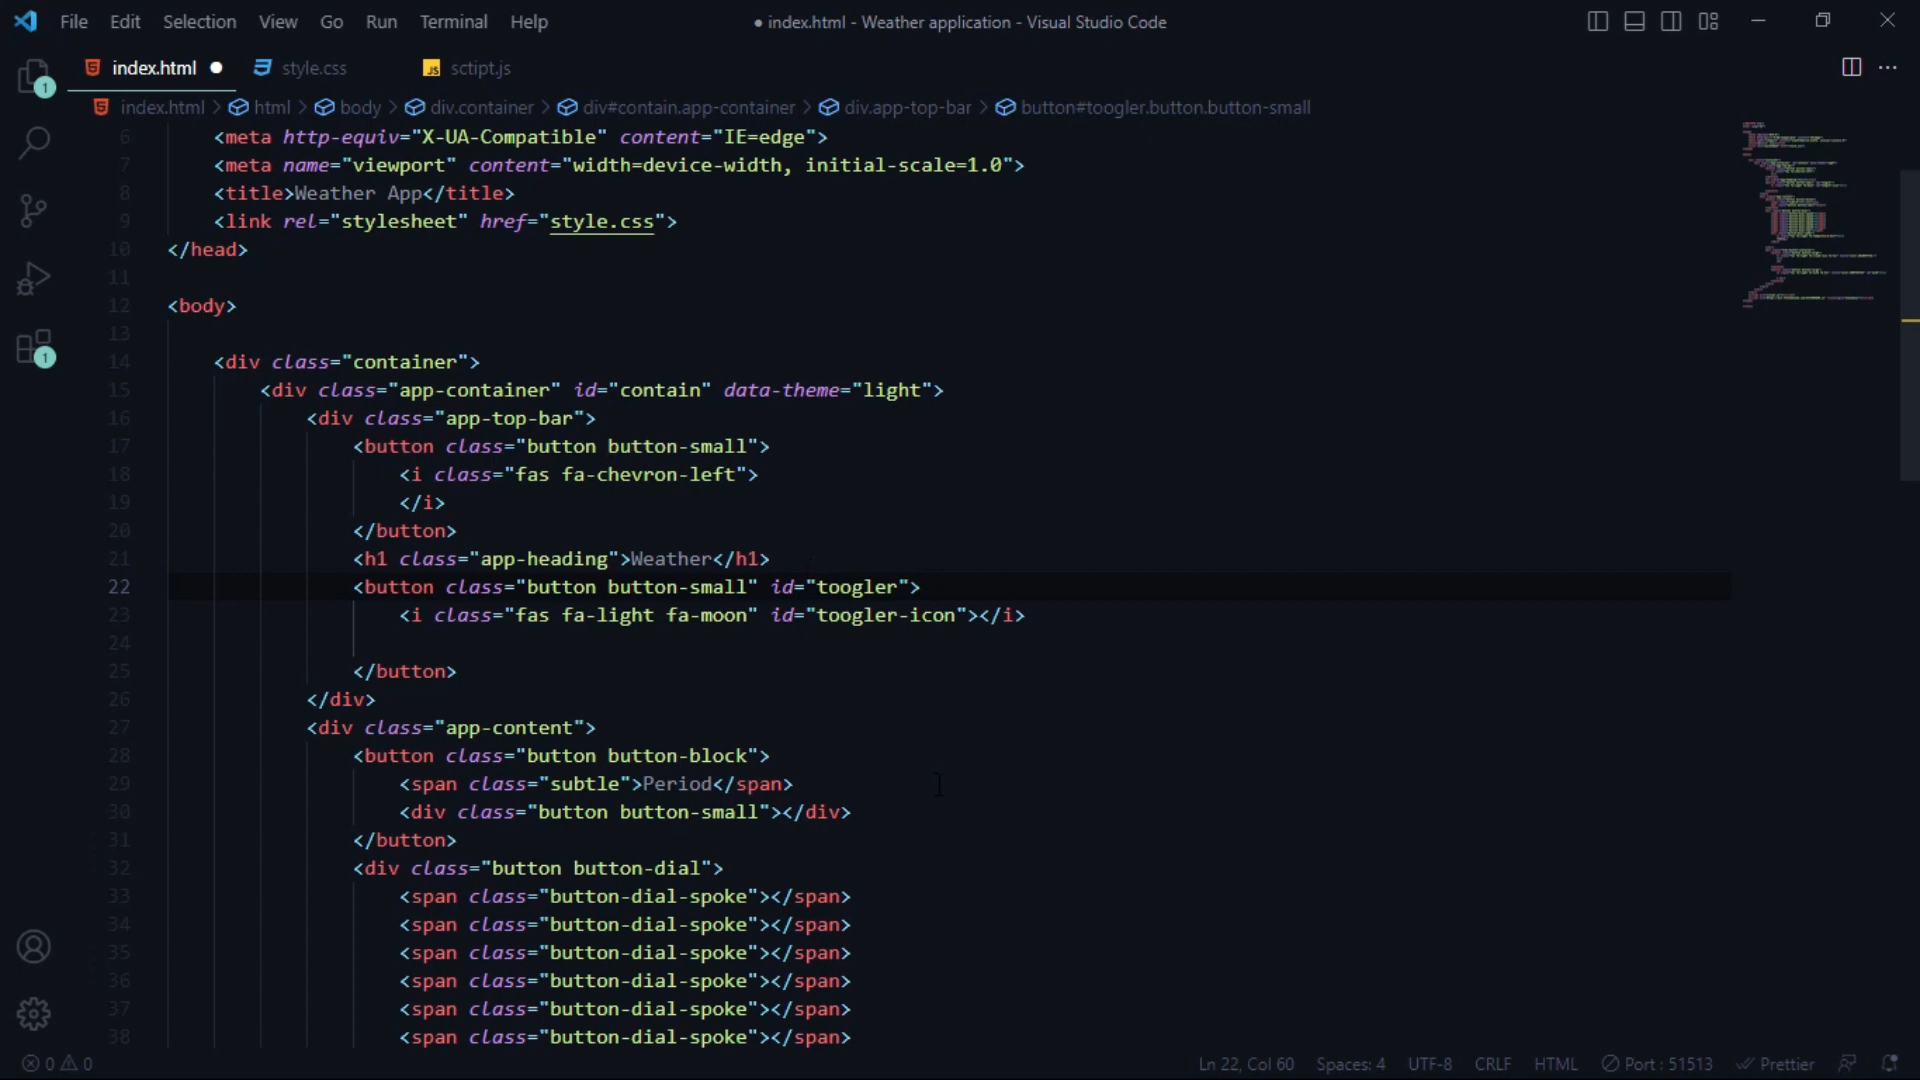 File Edit Selection View Go Run Terminal Help
● index.html - Weather application - Visual Studio Code
index.html ●
style.css
JS sctipt.js
index.html > html > body > div.container > div#contain.app-container > div.app-top-bar > button#toogler.button.button-small
1
1
6 <meta http-equiv="X-UA-Compatible" content="IE=edge">
7 <meta name="viewport" content="width=device-width, initial-scale=1.0">
8 <title>Weather App</title>
9 <link rel="stylesheet" href="style.css">
10 </head>
11
12 <body>
13
14 <div class="container">
15 <div class="app-container" id="contain" data-theme="light">
16 <div class="app-top-bar">
17 <button class="button button-small">
18 <i class="fas fa-chevron-left">
19 </i>
20 </button>
21 <h1 class="app-heading">Weather</h1>
22 <button class="button button-small" id="toogler">
23 <i class="fas fa-light fa-moon" id="toogler-icon"></i>
24
25 </button>
26 </div>
27 <div class="app-content">
28 <button class="button button-block">
29 <span class="subtle">Period</span>
30 <div class="button button-small"></div>
31 </button>
32 <div class="button button-dial">
33 <span class="button-dial-spoke"></span>
34 <span class="button-dial-spoke"></span>
35 <span class="button-dial-spoke"></span>
36 <span class="button-dial-spoke"></span>
37 <span class="button-dial-spoke"></span>
38 <span class="button-dial-spoke"></span>
0 0
Ln 22, Col 60 Spaces: 4 UTF-8 CRLF HTML Port : 51513 Prettier